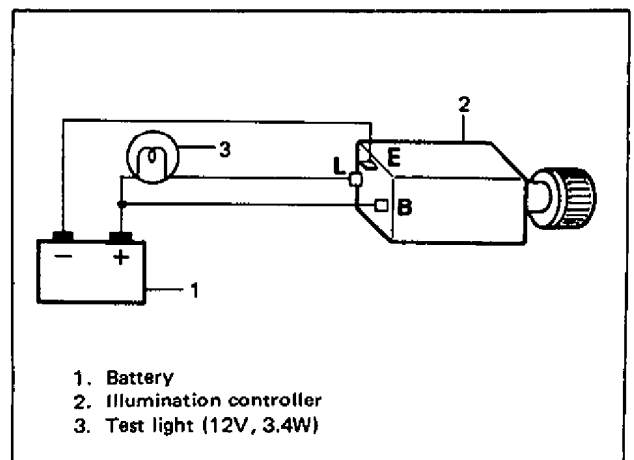 2
3
L
E
B
− +
1
1. Battery
2. Illumination controller
3. Test light (12V, 3.4W)